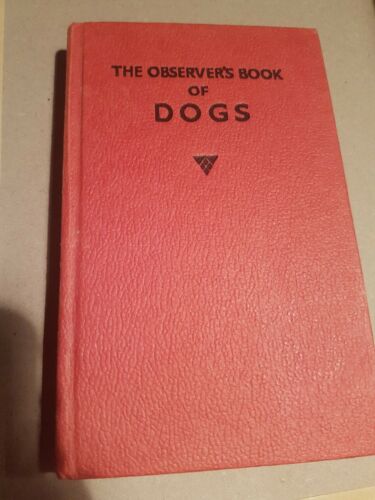 THE OBSERVER'S BOOK
OF
DOGS